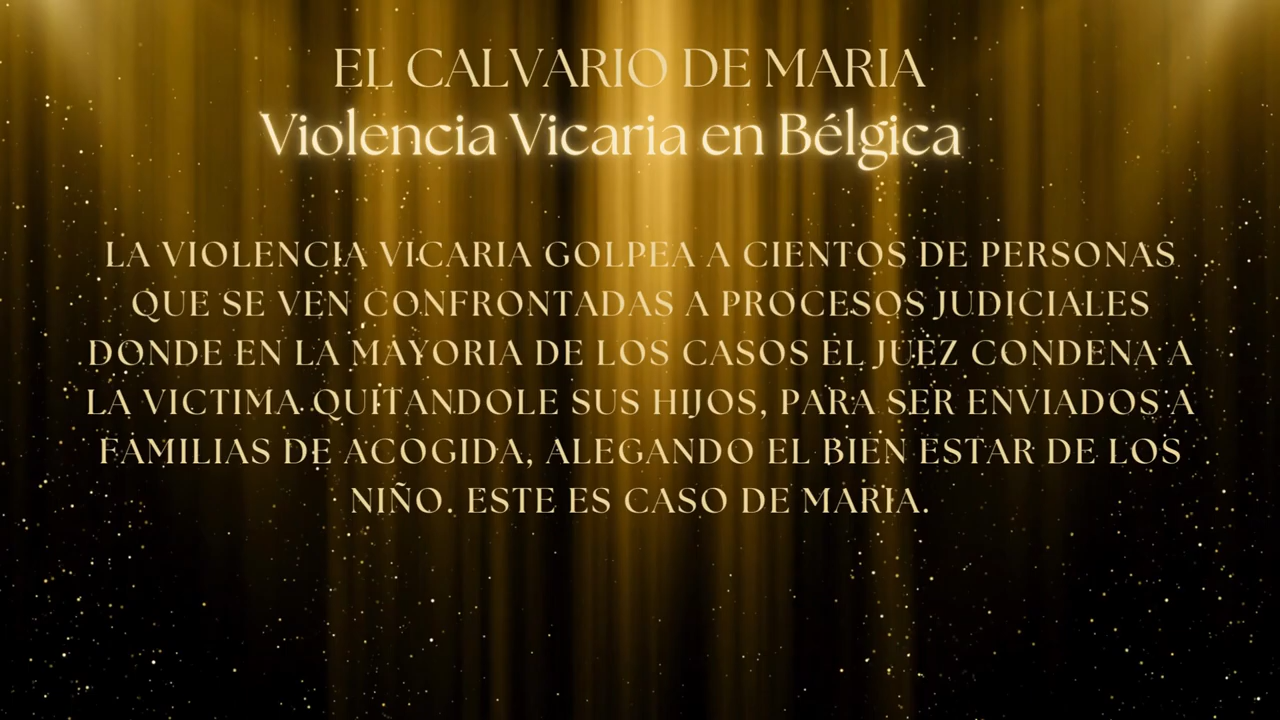 EL CALVARIO DE MARIA
Violencia Vicaria en Bélgica
LA VIOLENCIA VICARIA GOLPEA A CIENTOS DE PERSONAS
QUE SE VEN CONFRONTADAS A PROCESOS JUDICIALES
DONDE EN LA MAYORIA DE LOS CASOS EL JUEZ CONDENA A
LA VICTIMA QUITANDOLE SUS HIJOS, PARA SER ENVIADOS A
FAMILIAS DE ACOGIDA, ALEGANDO EL BIEN ESTAR DE LOS
NIÑO. ESTE ES CASO DE MARIA.